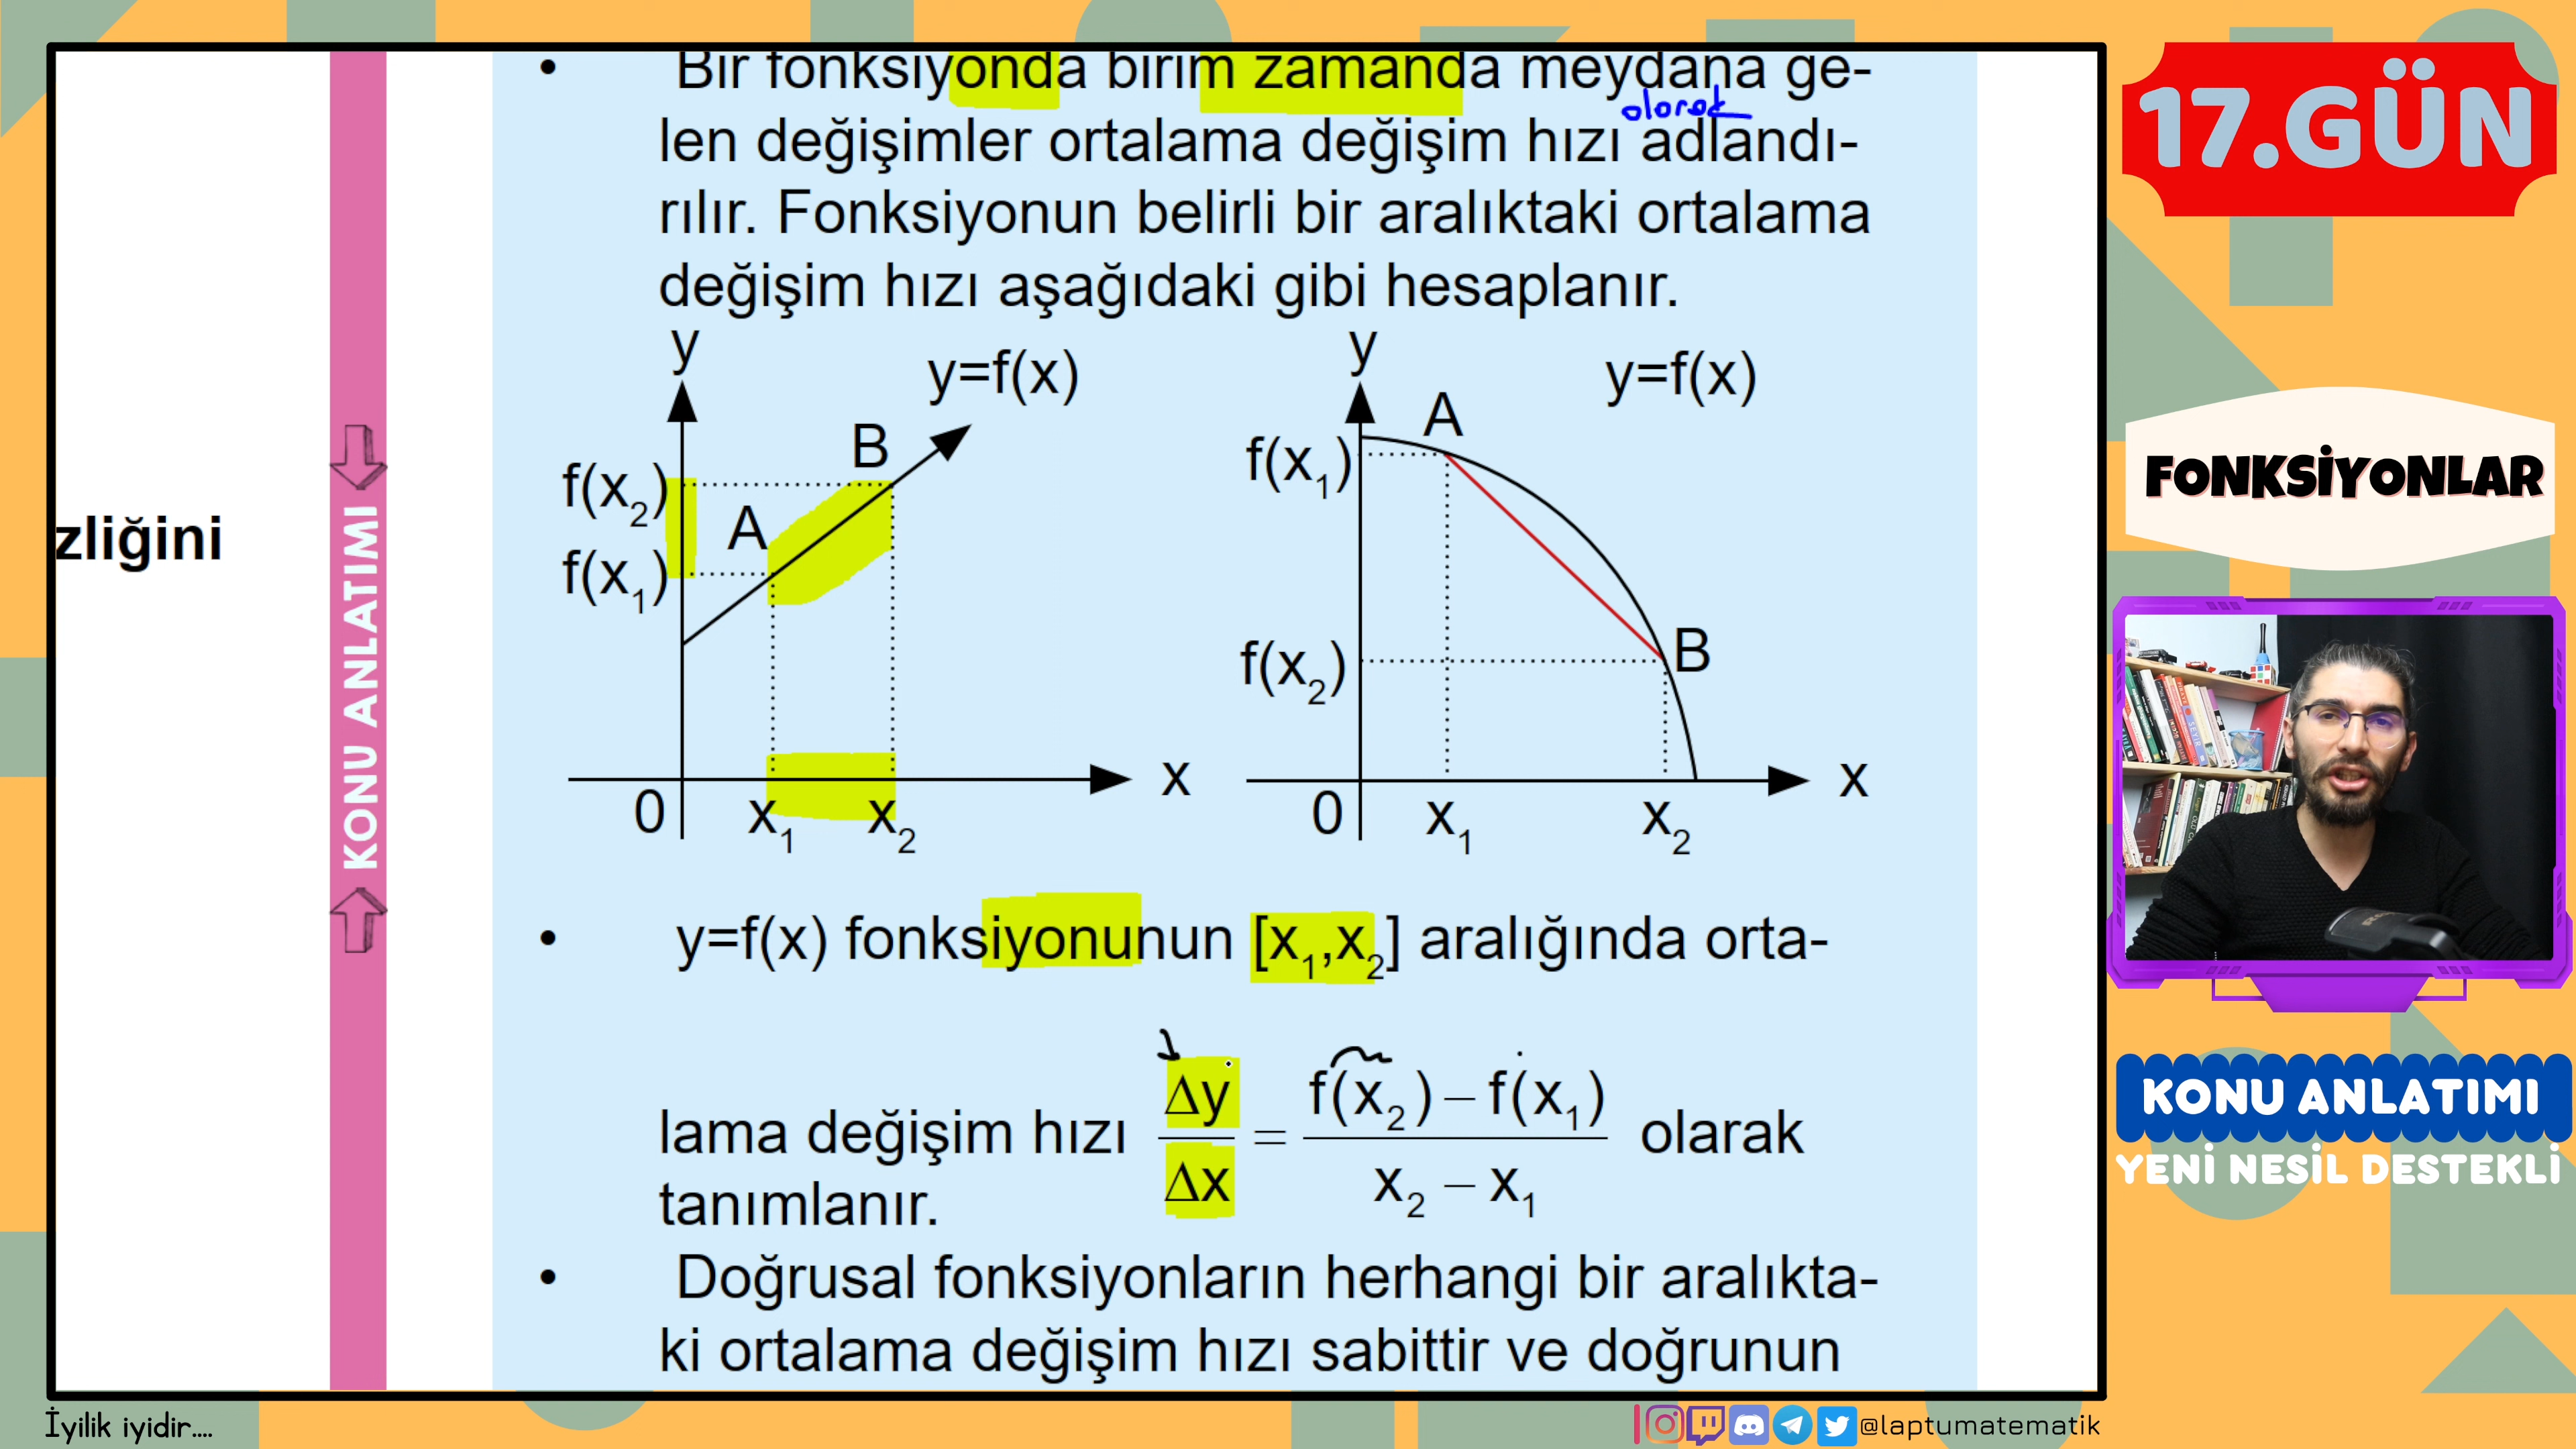 Bir fonksiyonda birim zamanda meydana ge-
olarak
len değişimler ortalama değişim hızı adlandı-
rılır. Fonksiyonun belirli bir aralıktaki ortalama
değişim hızı aşağıdaki gibi hesaplanır.
y
y=f(x)
B
f(x₂)
A
f(x₁)
0
x₁
x₂
x
y
y=f(x)
A
f(x₁)
B
f(x₂)
0
x₁
x₂
x
y=f(x) fonksiyonunun [x₁,x₂] aralığında orta-
lama değişim hızı Δy/Δx = f(x₂) – f(x₁) / x₂ – x₁ olarak
tanımlanır.
Doğrusal fonksiyonların herhangi bir aralıkta-
ki ortalama değişim hızı sabittir ve doğrunun
zliğini
KONU ANLATIMI
17.GÜN
FONKSİYONLAR
KONU ANLATIMI
YENİ NESİL DESTEKLİ
İyilik iyidir....
@laptumatematik